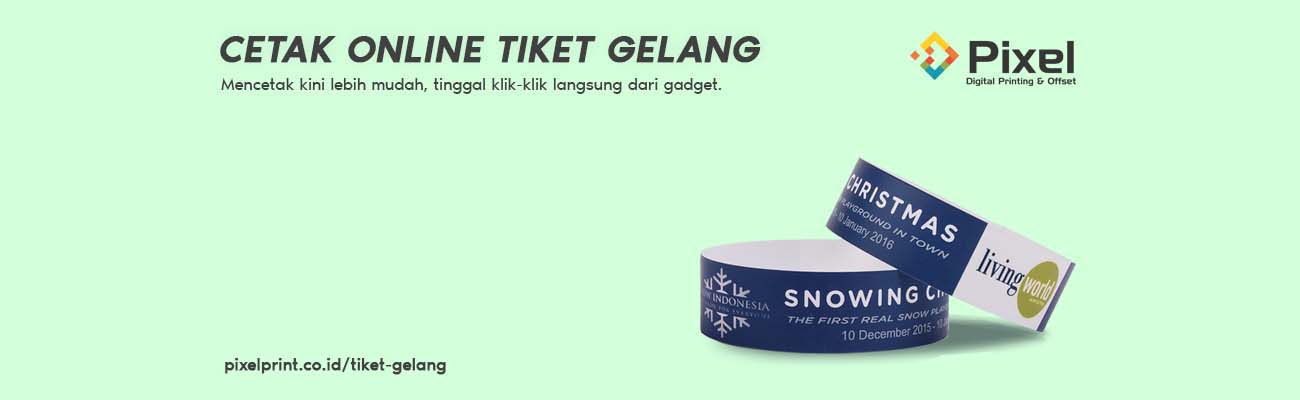 CETAK ONLINE TIKET GELANG
Mencetak kini lebih mudah, tinggal klik-klik langsung dari gadget.
Pixel
Digital Printing & Offset
CHRISTMAS
PLAYGROUND IN TOWN
10 January 2016
living
world
INDONESIA
SNOWING
THE FIRST REAL SNOW
10 December 2015 - 10
pixelprint.co.id/tiket-gelang